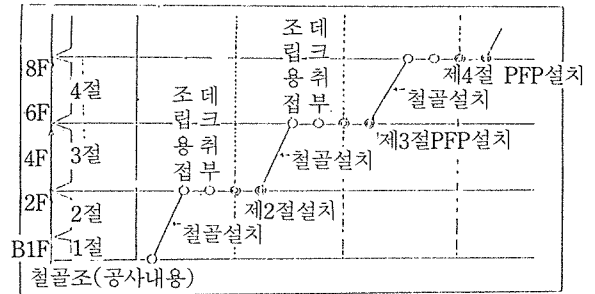 조립용접
데크취부
8F
4절
제4절 PFP설치
철골설치
조립용접
데크취부
6F
제3절PFP설치
3절
4F
철골설치
2F
2절
제2절설치
철골설치
B1F
1절
철골조(공사내용)